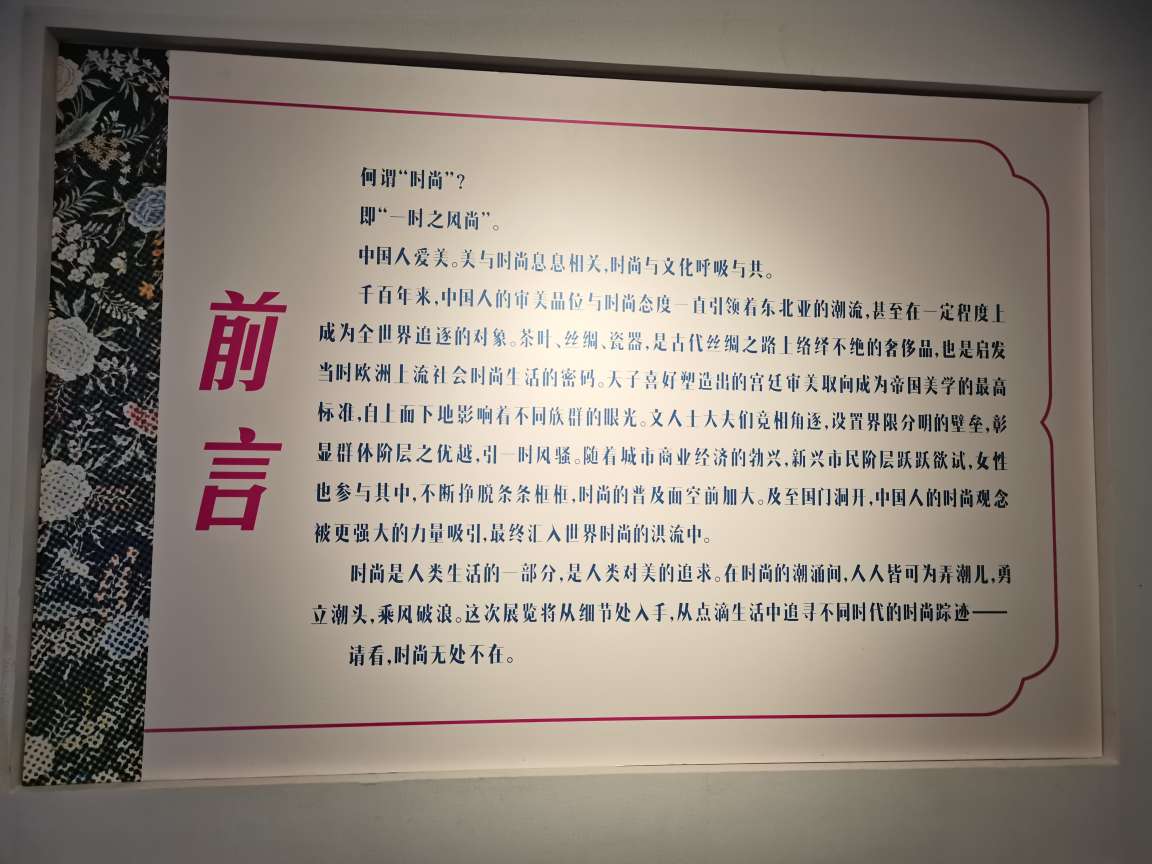 前言
何谓“时尚”？
即“一时之风尚”。
中国人爱美。美与时尚息息相关,时尚与文化呼吸与共。
千百年来,中国人的审美品位与时尚态度一直引领着东北亚的潮流,甚至在一定程度上
成为全世界追逐的对象。茶叶、丝绸、瓷器,是古代丝绸之路上络绎不绝的奢侈品,也是启发
当时欧洲上流社会时尚生活的密码。天子喜好塑造出的宫廷审美取向成为帝国美学的最高
标准,自上而下地影响着不同族群的眼光。文人士大夫们竞相角逐,设置界限分明的壁垒,彰
显群体阶层之优越,引一时风骚。随着城市商业经济的勃兴,新兴市民阶层跃跃欲试,女性
也参与其中,不断挣脱条条框框,时尚的普及面空前加大。及至国门洞开,中国人的时尚观念
被更强大的力量吸引,最终汇入世界时尚的洪流中。
时尚是人类生活的一部分,是人类对美的追求。在时尚的潮涌间,人人皆可为弄潮儿,勇
立潮头,乘风破浪。这次展览将从细节处入手,从点滴生活中追寻不同时代的时尚踪迹——
请看,时尚无处不在。